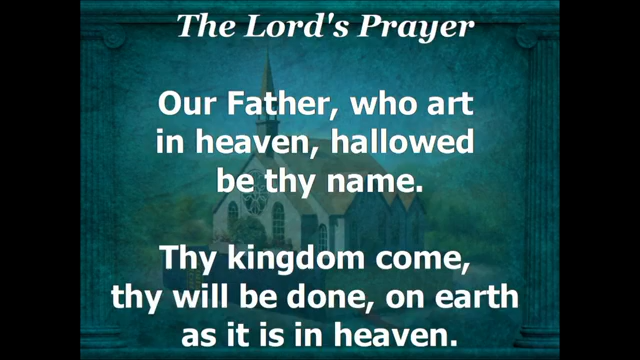 The Lord's Prayer
Our Father, who art
in heaven, hallowed
be thy name.
Thy kingdom come,
thy will be done, on earth
as it is in heaven.